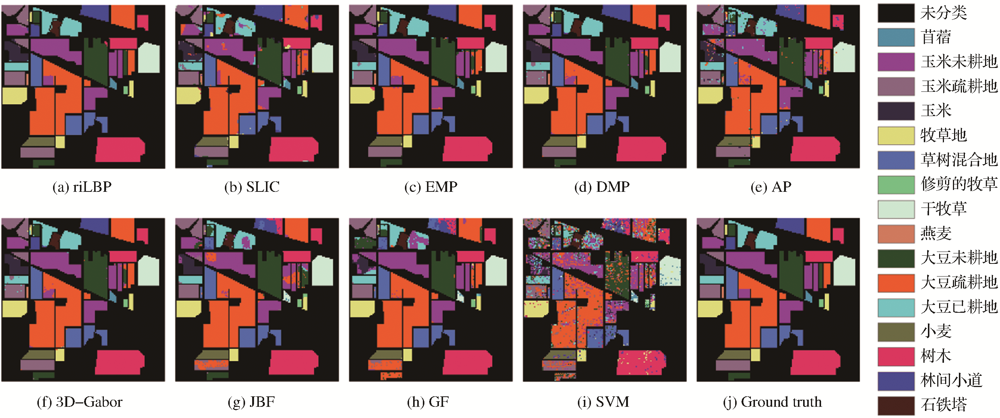 (a) riLBP
(b) SLIC
(c) EMP
(d) DMP
(e) AP
(f) 3D-Gabor
(g) JBF
(h) GF
(i) SVM
(j) Ground truth
未分类
苜蓿
玉米未耕地
玉米疏耕地
玉米
牧草地
草树混合地
修剪的牧草
干牧草
燕麦
大豆未耕地
大豆疏耕地
大豆已耕地
小麦
树木
林间小道
石铁塔